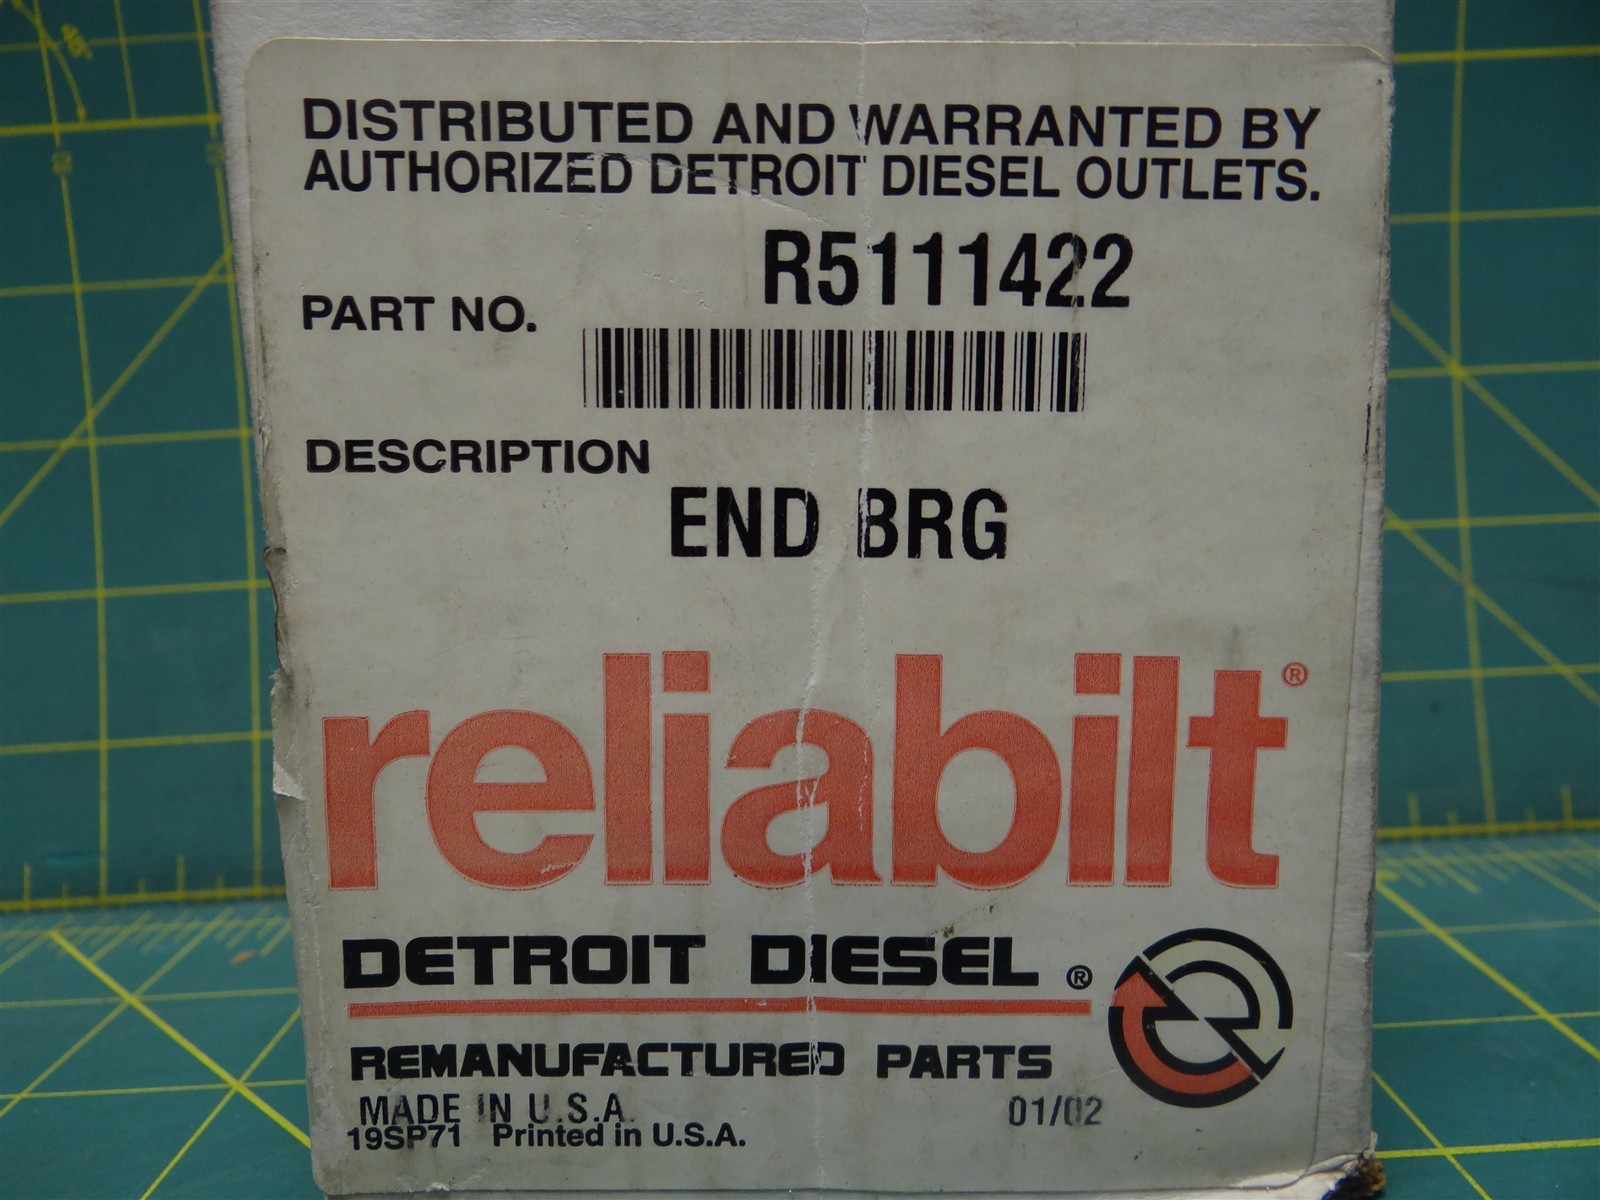 DISTRIBUTED AND WARRANTED BY
AUTHORIZED DETROIT DIESEL OUTLETS.
R5111422
PART NO.
DESCRIPTION
END BRG
reliabilt®
DETROIT DIESEL®
REMANUFACTURED PARTS
MADE IN U.S.A. 01/02
19SP71 Printed in U.S.A.